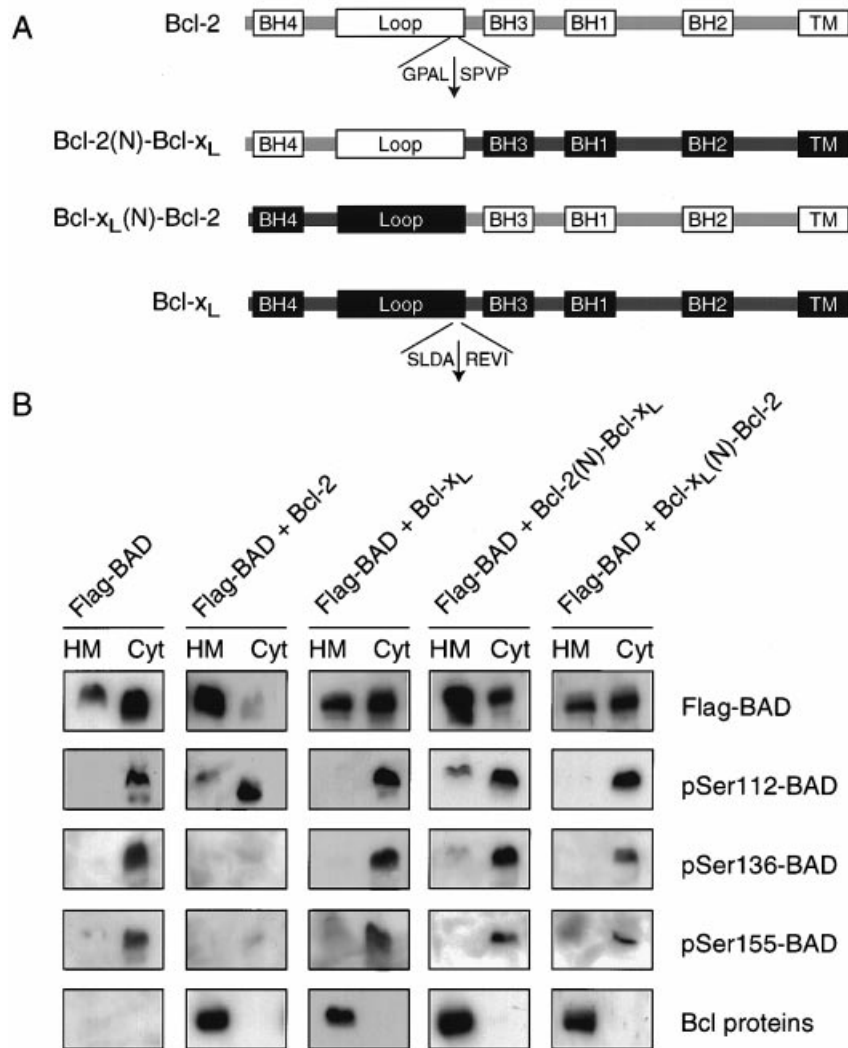 A
Bcl-2 BH4 Loop BH3 BH1 BH2 TM
GPAL SPVP
Bcl-2(N)-Bcl-xL BH4 Loop BH3 BH1 BH2 TM
Bcl-xL(N)-Bcl-2 BH4 Loop BH3 BH1 BH2 TM
Bcl-xL BH4 Loop BH3 BH1 BH2 TM
SLDA REVI
B
Flag-BAD
Flag-BAD + Bcl-2
Flag-BAD + Bcl-xL
Flag-BAD + Bcl-2(N)-Bcl-xL
Flag-BAD + Bcl-xL(N)-Bcl-2
HM Cyt HM Cyt HM Cyt HM Cyt HM Cyt
Flag-BAD
pSer112-BAD
pSer136-BAD
pSer155-BAD
Bcl proteins